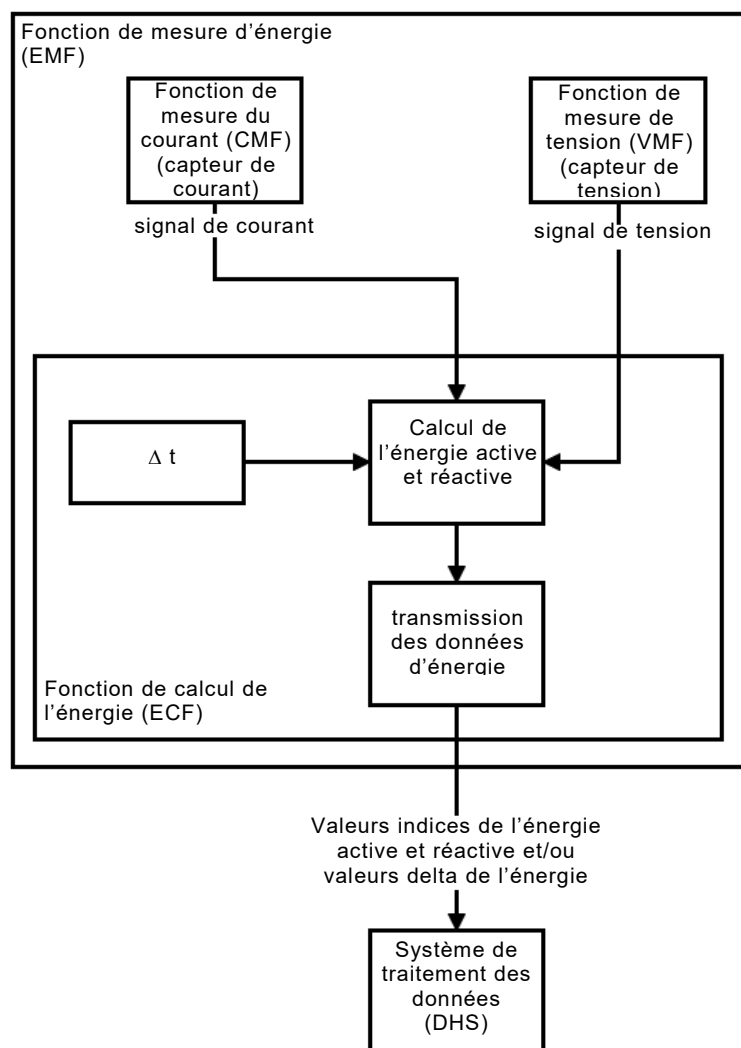 Fonction de mesure d’énergie
(EMF)
Fonction de
mesure du
courant (CMF)
(capteur de
courant)
Fonction de
mesure de
tension (VMF)
(capteur de
tension)
signal de courant
signal de tension
Δ t
Calcul de
l’énergie active
et réactive
transmission
des données
d’énergie
Fonction de calcul de
l’énergie (ECF)
Valeurs indices de l’énergie
active et réactive et/ou
valeurs delta de l’énergie
Système de
traitement des
données
(DHS)